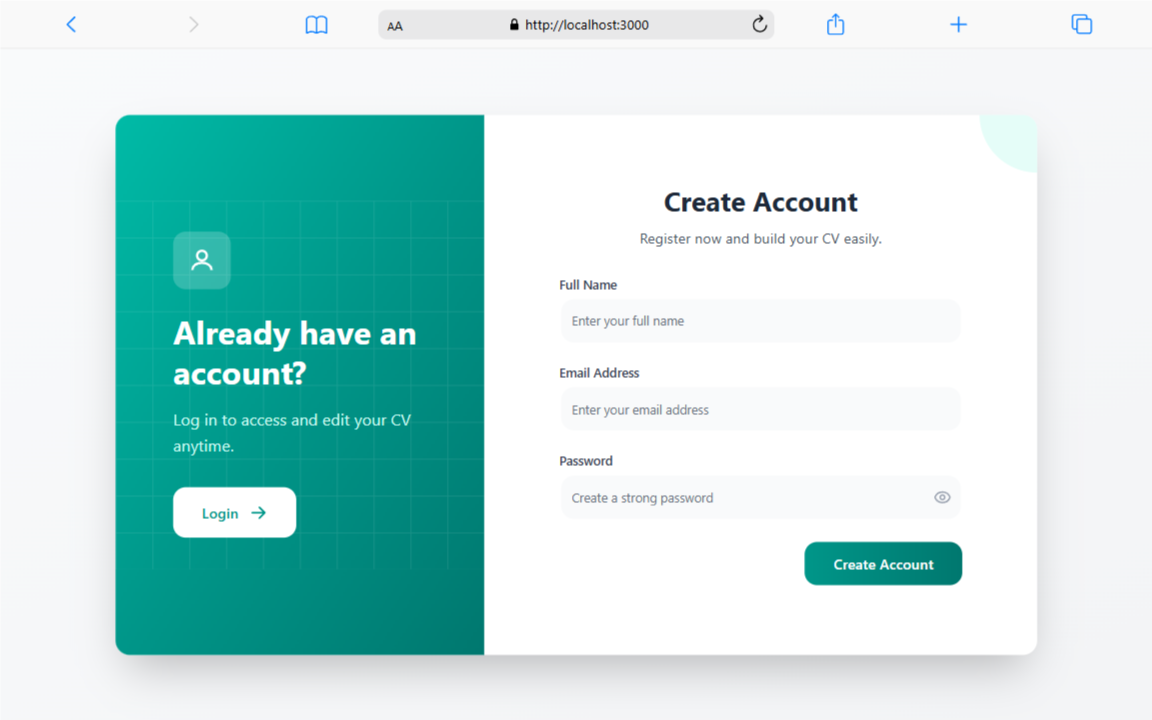 AA
http://localhost:3000
Already have an
account?
Log in to access and edit your CV
anytime.
Login
Create Account
Register now and build your CV easily.
Full Name
Enter your full name
Email Address
Enter your email address
Password
Create a strong password
Create Account